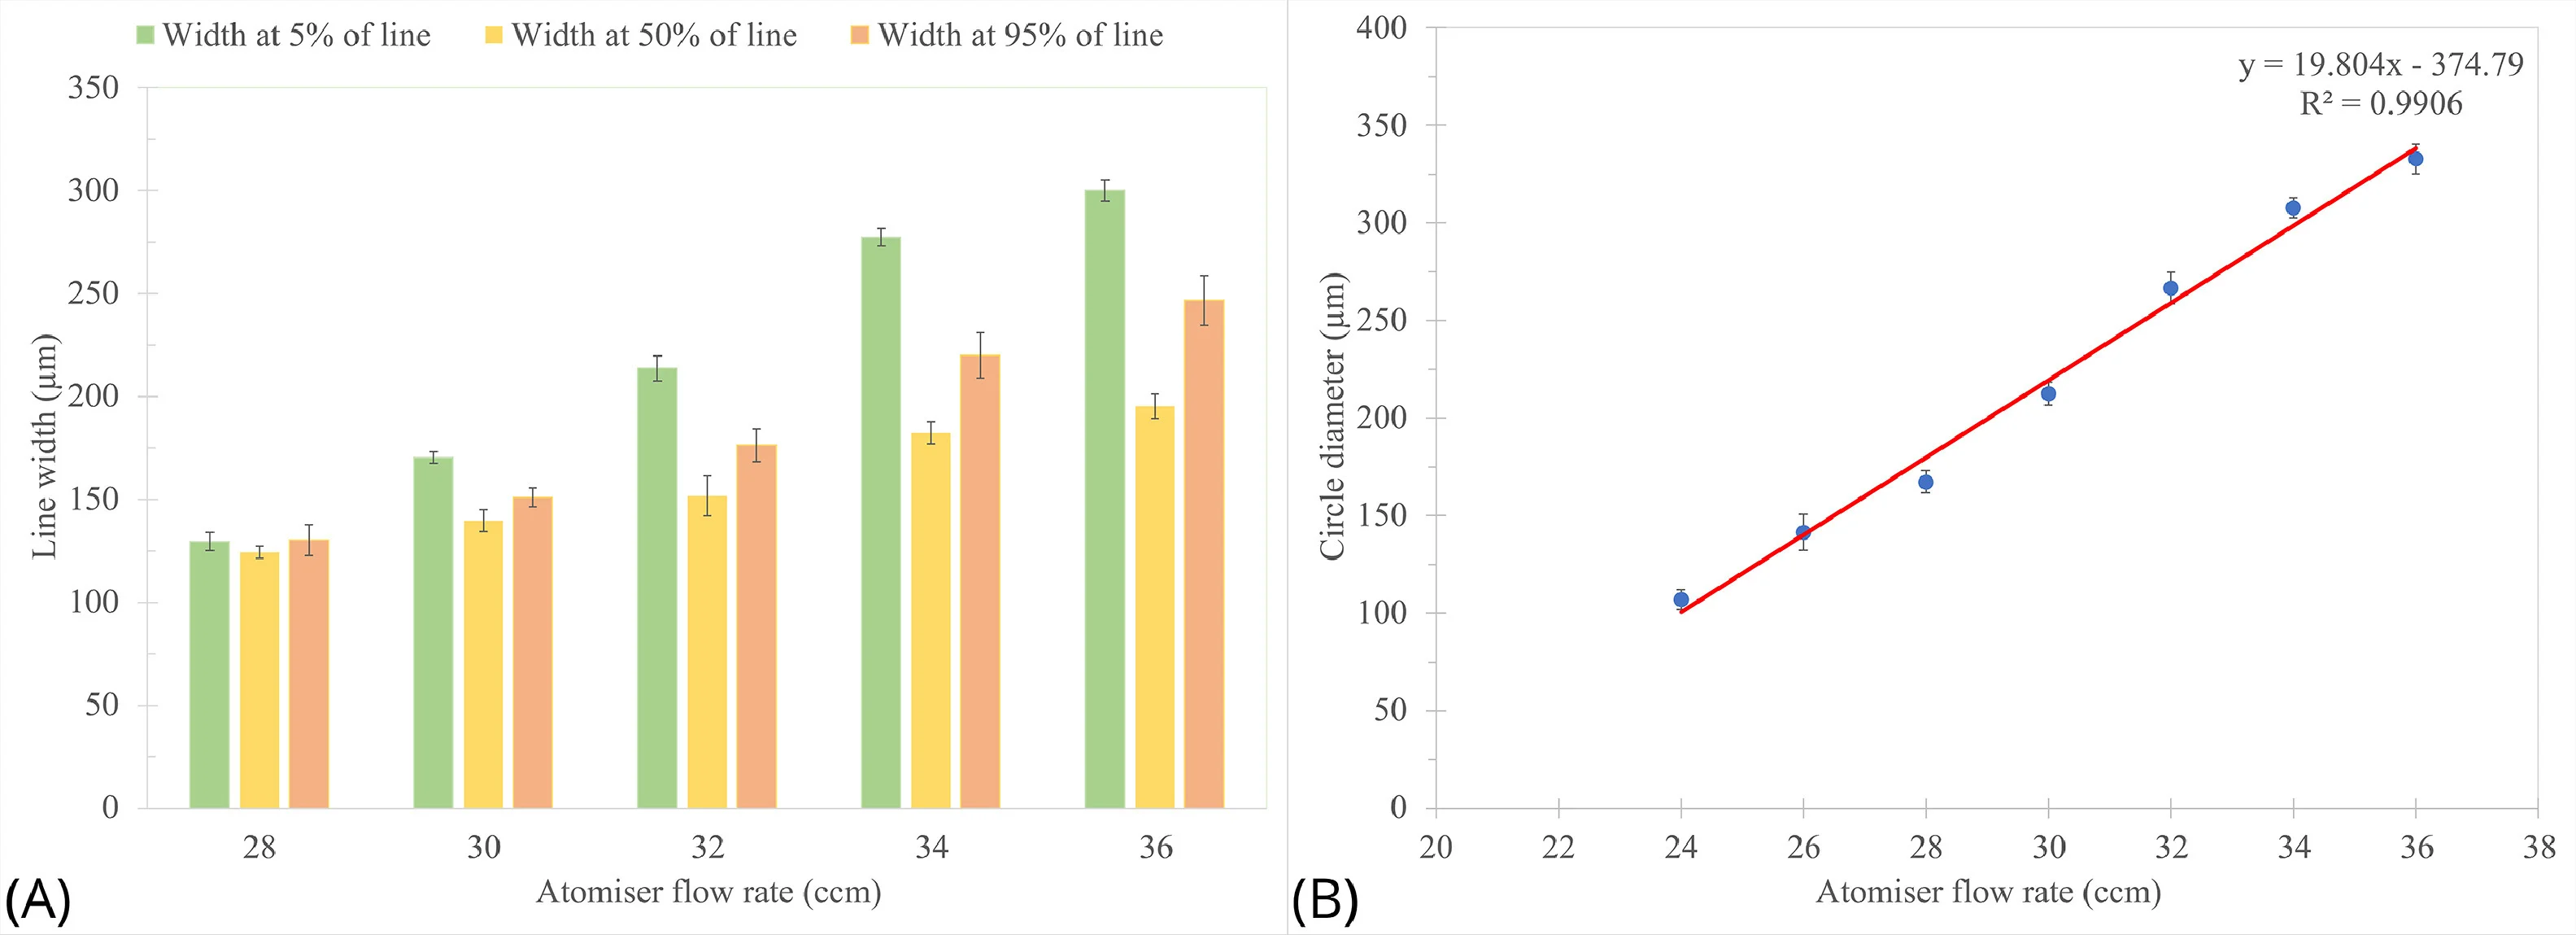 Width at 5% of line Width at 50% of line Width at 95% of line
350
300
250
200
150
100
50
0
Line width (µm)
28 30 32 34 36
Atomiser flow rate (ccm)
(A)
y = 19.804x - 374.79
R² = 0.9906
400
350
300
250
200
150
100
50
0
Circle diameter (µm)
20 22 24 26 28 30 32 34 36 38
Atomiser flow rate (ccm)
(B)